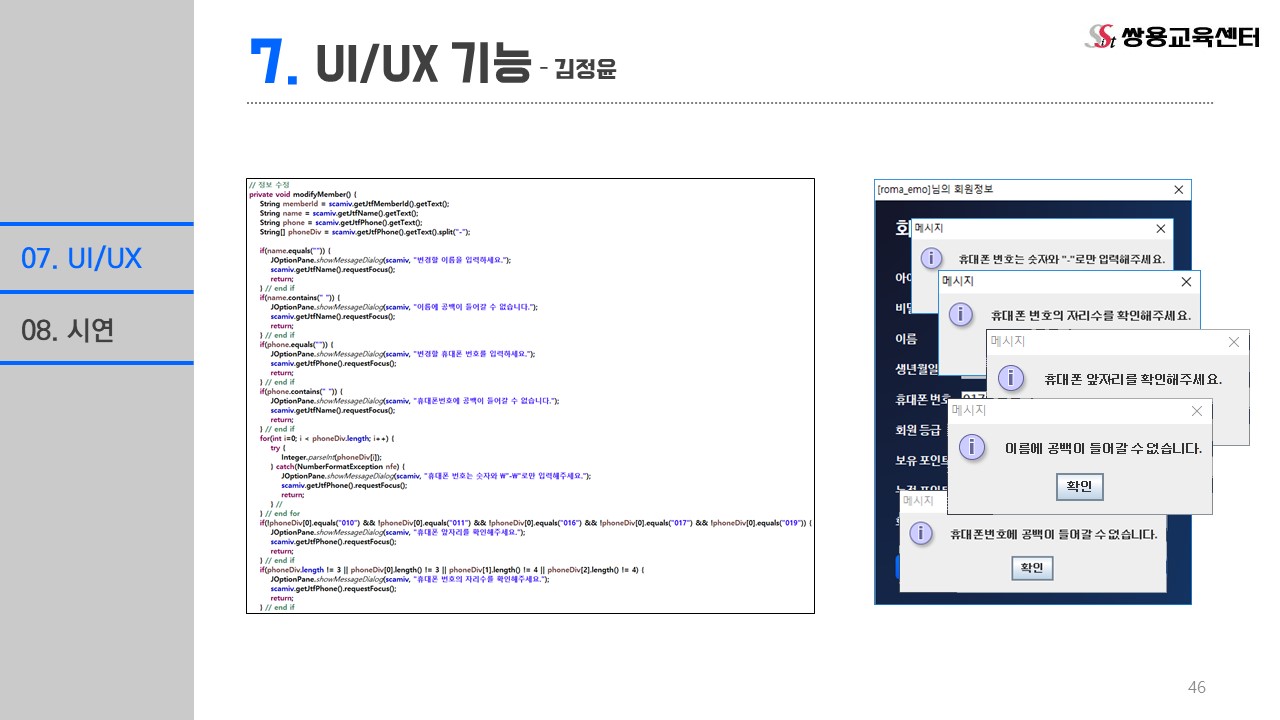 7. UI/UX 기능 - 김정윤
쌍용교육센터
07. UI/UX
08. 시연
// 정보 수정
private void modifyMember() {
String memberId = scamiv.getJtfMemberId().getText();
String name = scamiv.getJtfName().getText();
String phone = scamiv.getJtfPhone().getText();
String[] phoneDiv = scamiv.getJtfPhone().getText().split("-");
if(name.equals("")) {
JOptionPane.showMessageDialog(scamiv, "변경할 이름을 입력하세요.");
scamiv.getJtfName().requestFocus();
return;
} // end if
if(name.contains(" ")) {
JOptionPane.showMessageDialog(scamiv, "이름에 공백이 들어갈 수 없습니다.");
scamiv.getJtfName().requestFocus();
return;
} // end if
if(phone.equals("")) {
JOptionPane.showMessageDialog(scamiv, "변경할 휴대폰 번호를 입력하세요.");
scamiv.getJtfPhone().requestFocus();
return;
} // end if
if(phone.contains(" ")) {
JOptionPane.showMessageDialog(scamiv, "휴대폰번호에 공백이 들어갈 수 없습니다.");
scamiv.getJtfName().requestFocus();
return;
} // end if
for(int i=0; i < phoneDiv.length; i++) {
try {
Integer.parseInt(phoneDiv[i]);
} catch(NumberFormatException nfe) {
JOptionPane.showMessageDialog(scamiv, "휴대폰 번호는 숫자와 ₩"-₩"로만 입력해주세요.");
scamiv.getJtfPhone().requestFocus();
return;
} //
} // end for
if(!phoneDiv[0].equals("010") && !phoneDiv[0].equals("011") && !phoneDiv[0].equals("016") && !phoneDiv[0].equals("017") && !phoneDiv[0].equals("019")) {
JOptionPane.showMessageDialog(scamiv, "휴대폰 앞자리를 확인해주세요.");
scamiv.getJtfPhone().requestFocus();
return;
} // end if
if(phoneDiv.length != 3 || phoneDiv[0].length() != 3 || phoneDiv[1].length() != 4 || phoneDiv[2].length() != 4) {
JOptionPane.showMessageDialog(scamiv, "휴대폰 번호의 자리수를 확인해주세요.");
scamiv.getJtfPhone().requestFocus();
return;
} // end if
[roma_emo]님의 회원정보
메시지
휴대폰 번호는 숫자와 "-"로만 입력해주세요.
메시지
휴대폰 번호의 자리수를 확인해주세요.
이름
메시지
생년월일
휴대폰 앞자리를 확인해주세요.
휴대폰 번호
메시지
회원 등급
이름에 공백이 들어갈 수 없습니다.
보유 포인트
확인
메시지
휴대폰번호에 공백이 들어갈 수 없습니다.
확인
46